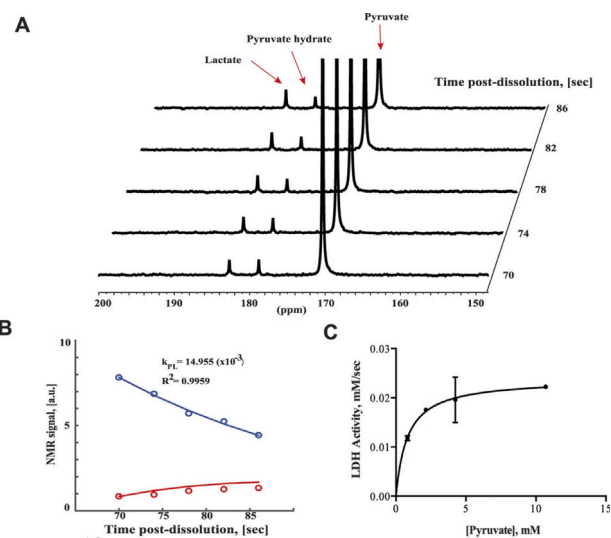 A
Pyruvate
Pyruvate hydrate
Lactate
Time post-dissolution, [sec]
86
82
78
74
70
200 190 180 170 160 150
(ppm)
B
10
k_PL = 14.955 (x10^-3)
R^2 = 0.9959
NMR signal, [a.u.]
5
0
70 75 80 85
Time post-dissolution, [sec]
C
0.03
0.02
0.01
0.00
LDH Activity, mM/sec
0 5 10 15
[Pyruvate], mM